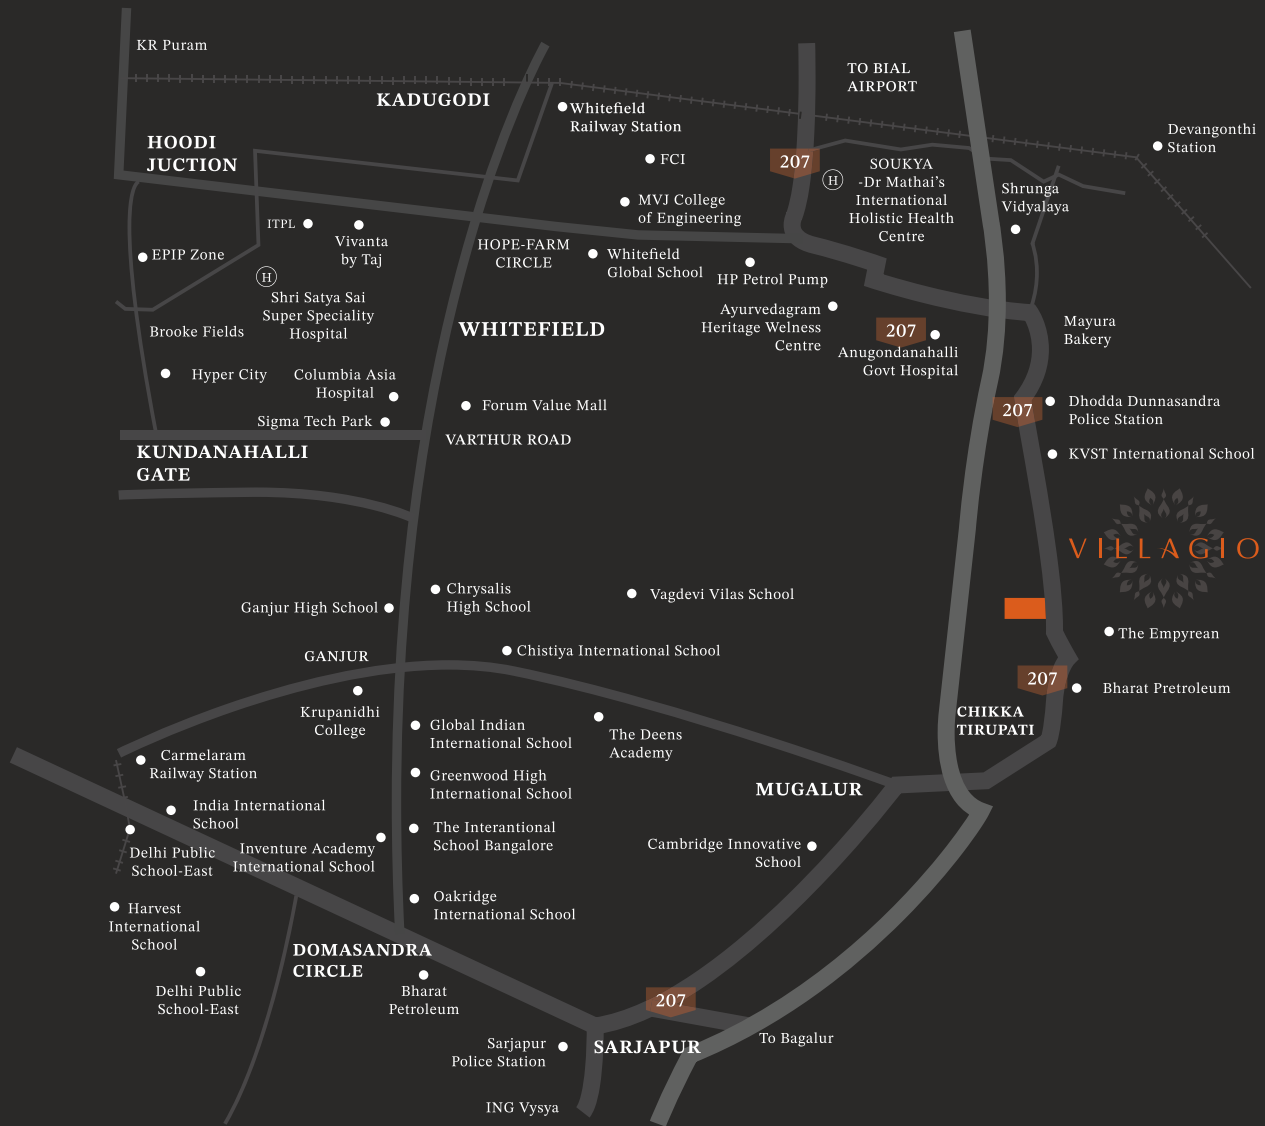 KR Puram
KADUGODI
Whitefield
Railway Station
TO BIAL
AIRPORT
Devangonthi
Station
HOODI
JUCTION
FCI
207
H
SOUKYA
-Dr Mathai's
International
Holistic Health
Centre
Shrunga
Vidyalaya
MVJ College
of Engineering
ITPL
Vivanta
by Taj
EPIP Zone
HOPE-FARM
CIRCLE
Whitefield
Global School
HP Petrol Pump
H
Shri Satya Sai
Super Speciality
Hospital
Brooke Fields
WHITEFIELD
Ayurvedagram
Heritage Welness
Centre
207
Anugondanahalli
Govt Hospital
Mayura
Bakery
Hyper City
Columbia Asia
Hospital
Sigma Tech Park
Forum Value Mall
VARTHUR ROAD
207
Dhodda Dunnasandra
Police Station
KVST International School
KUNDANAHALLI
GATE
VILLAGIO
Ganjur High School
Chrysalis
High School
Vagdevi Vilas School
The Empyrean
GANJUR
Chistiya International School
207
Bharat Pretroleum
Krupanidhi
College
Global Indian
International School
The Deens
Academy
CHIKKA
TIRUPATI
Carmelaram
Railway Station
Greenwood High
International School
MUGALUR
India International
School
Delhi Public
School-East
Inventure Academy
International School
The Interantional
School Bangalore
Cambridge Innovative
School
Harvest
International
School
Oakridge
International School
DOMASANDRA
CIRCLE
Delhi Public
School-East
Bharat
Petroleum
207
Sarjapur
Police Station
SARJAPUR
To Bagalur
ING Vysya